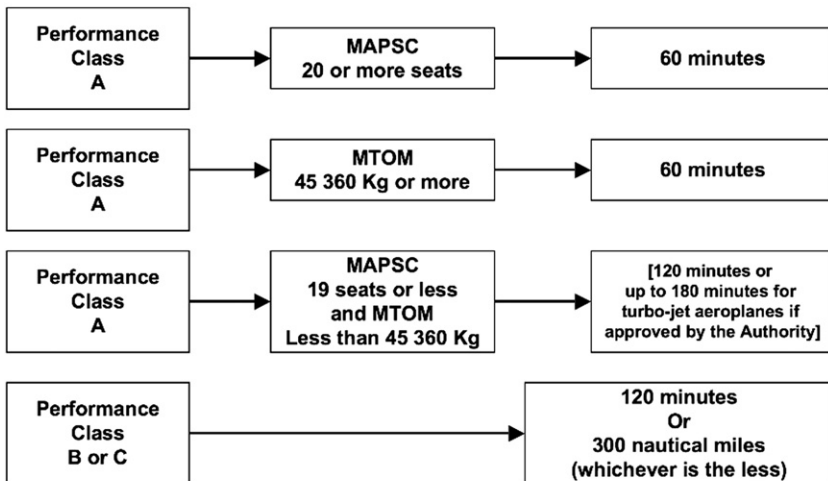 Performance
Class
A
MAPSC
20 or more seats
60 minutes
Performance
Class
A
MTOM
45 360 Kg or more
60 minutes
Performance
Class
A
MAPSC
19 seats or less
and MTOM
Less than 45 360 Kg
[120 minutes or
up to 180 minutes for
turbo-jet aeroplanes if
approved by the Authority]
Performance
Class
B or C
120 minutes
Or
300 nautical miles
(whichever is the less)